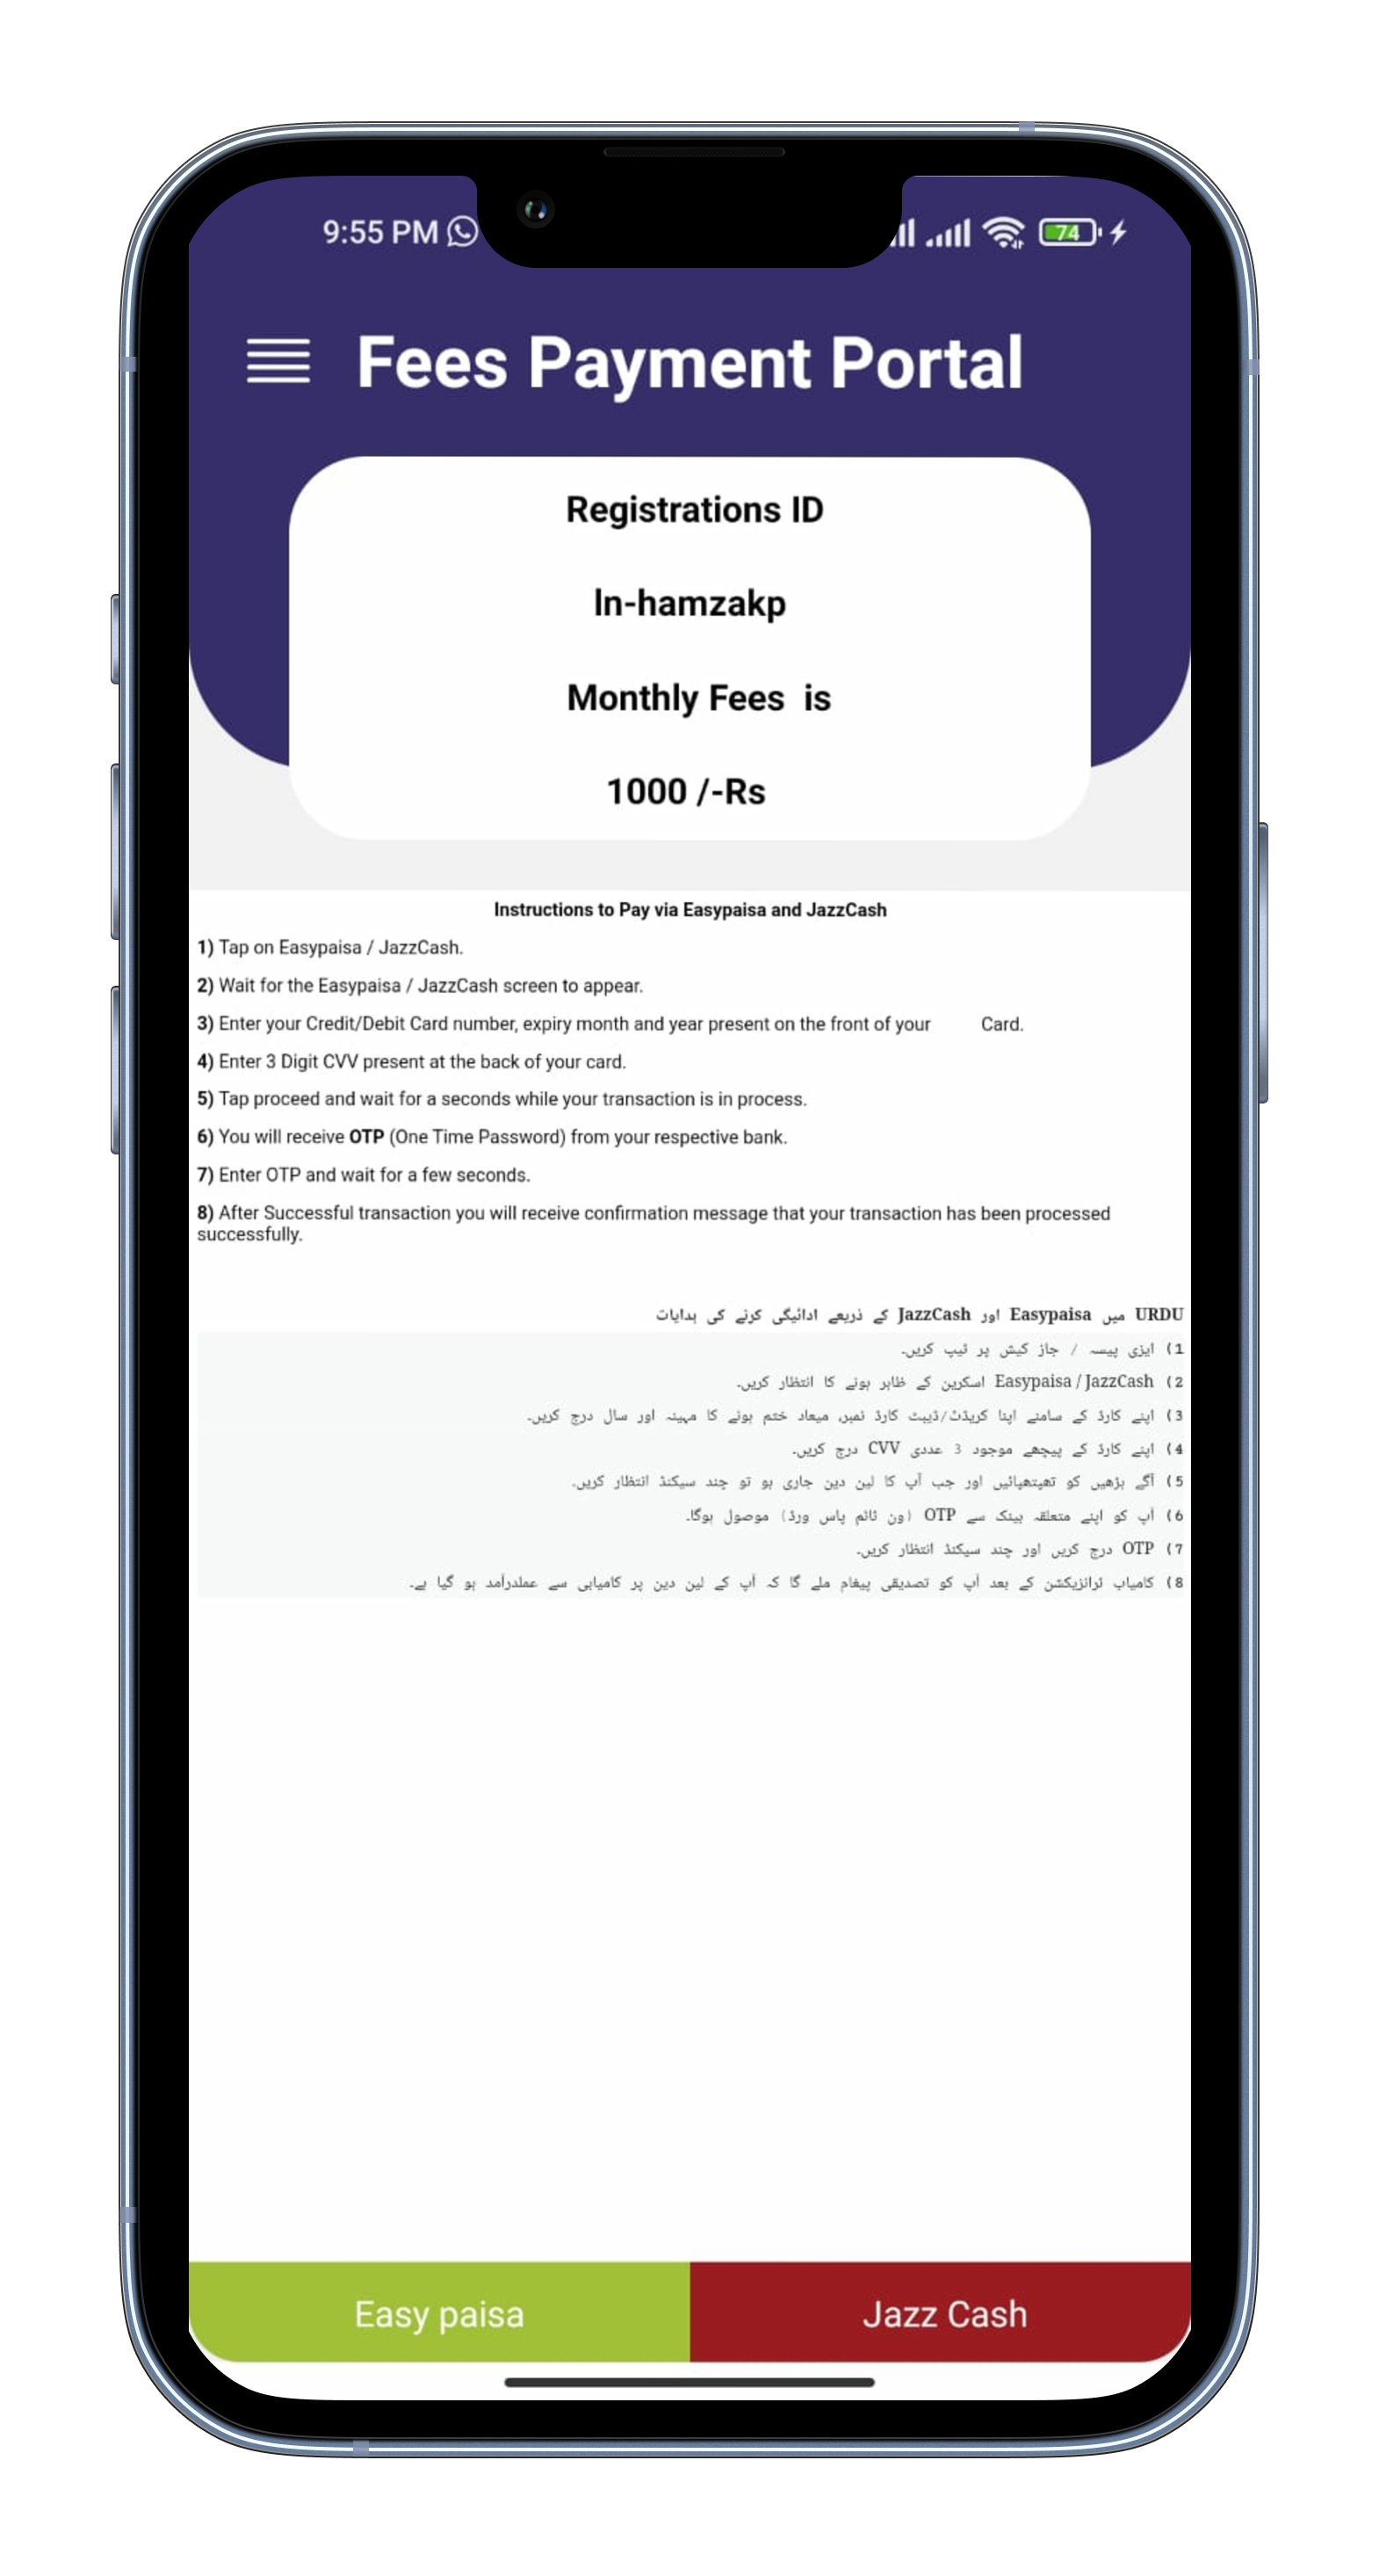 9:55 PM
74
Fees Payment Portal
Registrations ID
In-hamzakp
Monthly Fees is
1000 /-Rs
Instructions to Pay via Easypaisa and JazzCash
1) Tap on Easypaisa / JazzCash.
2) Wait for the Easypaisa / JazzCash screen to appear.
3) Enter your Credit/Debit Card number, expiry month and year present on the front of your Card.
4) Enter 3 Digit CVV present at the back of your card.
5) Tap proceed and wait for a seconds while your transaction is in process.
6) You will receive OTP (One Time Password) from your respective bank.
7) Enter OTP and wait for a few seconds.
8) After Successful transaction you will receive confirmation message that your transaction has been processed
successfully.
URDU میں Easypaisa اور JazzCash کے ذریعے ادائیگی کرنے کی ہدایات
1) ایزی پیسہ / جاز کیش پر ٹیپ کریں۔
2) Easypaisa / JazzCash اسکرین کے ظاہر ہونے کا انتظار کریں۔
3) اپنے کارڈ کے سامنے اپنا کریڈٹ/ڈیبٹ کارڈ نمبر، میعاد ختم ہونے کا مہینہ اور سال درج کریں۔
4) اپنے کارڈ کے پیچھے موجود 3 عددی CVV درج کریں۔
5) آگے بڑھیں کو تھپتھپائیں اور جب آپ کا لین دین جاری ہو تو چند سیکنڈ انتظار کریں۔
6) آپ کو اپنے متعلقہ بینک سے OTP (ون ٹائم پاس ورڈ) موصول ہوگا۔
7) OTP درج کریں اور چند سیکنڈ انتظار کریں۔
8) کامیاب ٹرانزیکشن کے بعد آپ کو تصدیقی پیغام ملے گا کہ آپ کے لین دین پر کامیابی سے عملدرآمد ہو گیا ہے۔
Easy paisa
Jazz Cash